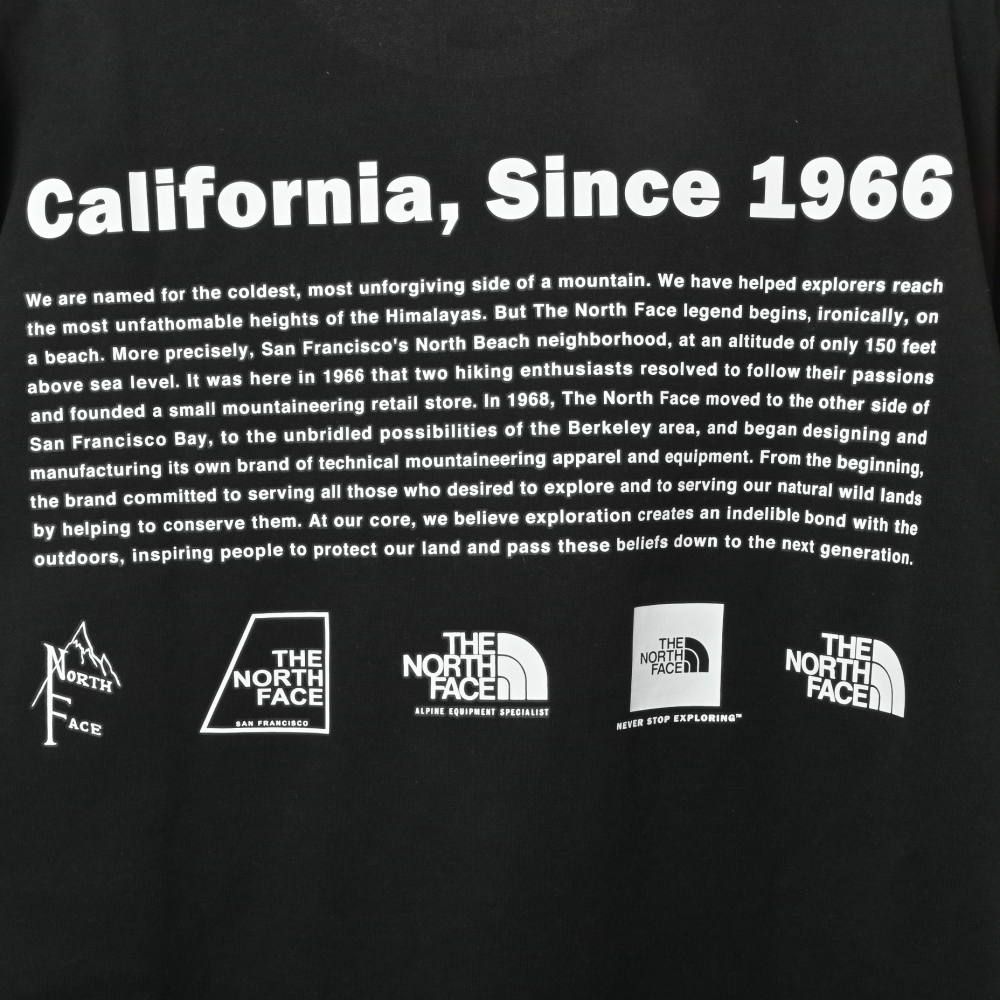 California, Since 1966
We are named for the coldest, most unforgiving side of a mountain. We have helped explorers reach
the most unfathomable heights of the Himalayas. But The North Face legend begins, ironically, on
a beach. More precisely, San Francisco's North Beach neighborhood, at an altitude of only 150 feet
above sea level. It was here in 1966 that two hiking enthusiasts resolved to follow their passions
and founded a small mountaineering retail store. In 1968, The North Face moved to the other side of
San Francisco Bay, to the unbridled possibilities of the Berkeley area, and began designing and
manufacturing its own brand of technical mountaineering apparel and equipment. From the beginning,
the brand committed to serving all those who desired to explore and to serving our natural wild lands
by helping to conserve them. At our core, we believe exploration creates an indelible bond with the
outdoors, inspiring people to protect our land and pass these beliefs down to the next generation.
NORTH
FACE
THE
NORTH
FACE
SAN FRANCISCO
THE
NORTH
FACE
ALPINE EQUIPMENT SPECIALIST
THE
NORTH
FACE
NEVER STOP EXPLORING™
THE
NORTH
FACE